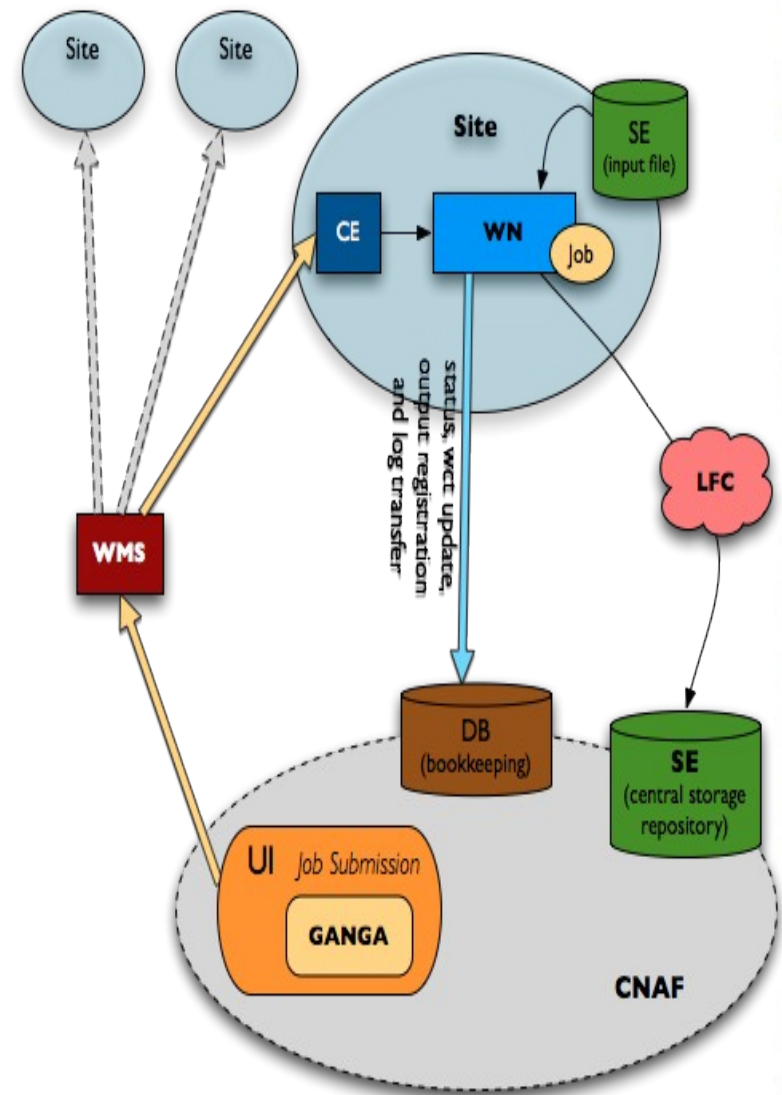 Site
Site
Site
SE
(input file)
CE
WN
Job
status, wct update,
output registration
and log transfer
LFC
WMS
DB
(bookkeeping)
SE
(central storage
repository)
UI Job Submission
GANGA
CNAF